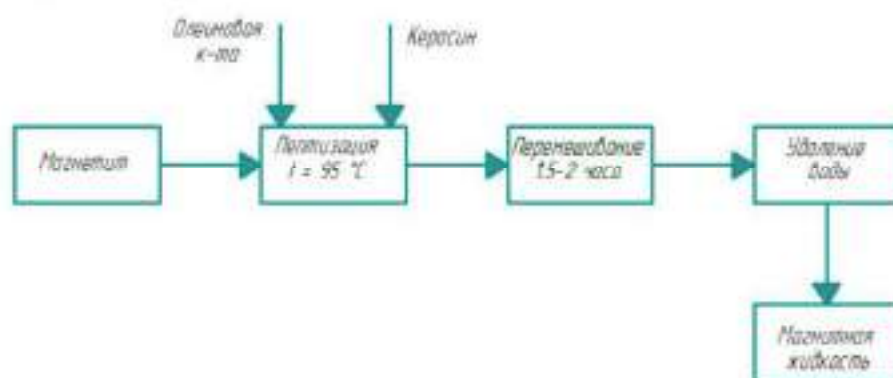 Олеиновая
к-та
Керосин
Магнетит
Пептизация
t = 95 °C
Перемешивание
1.5-2 часа
Удаление
воды
Магнитная
жидкость